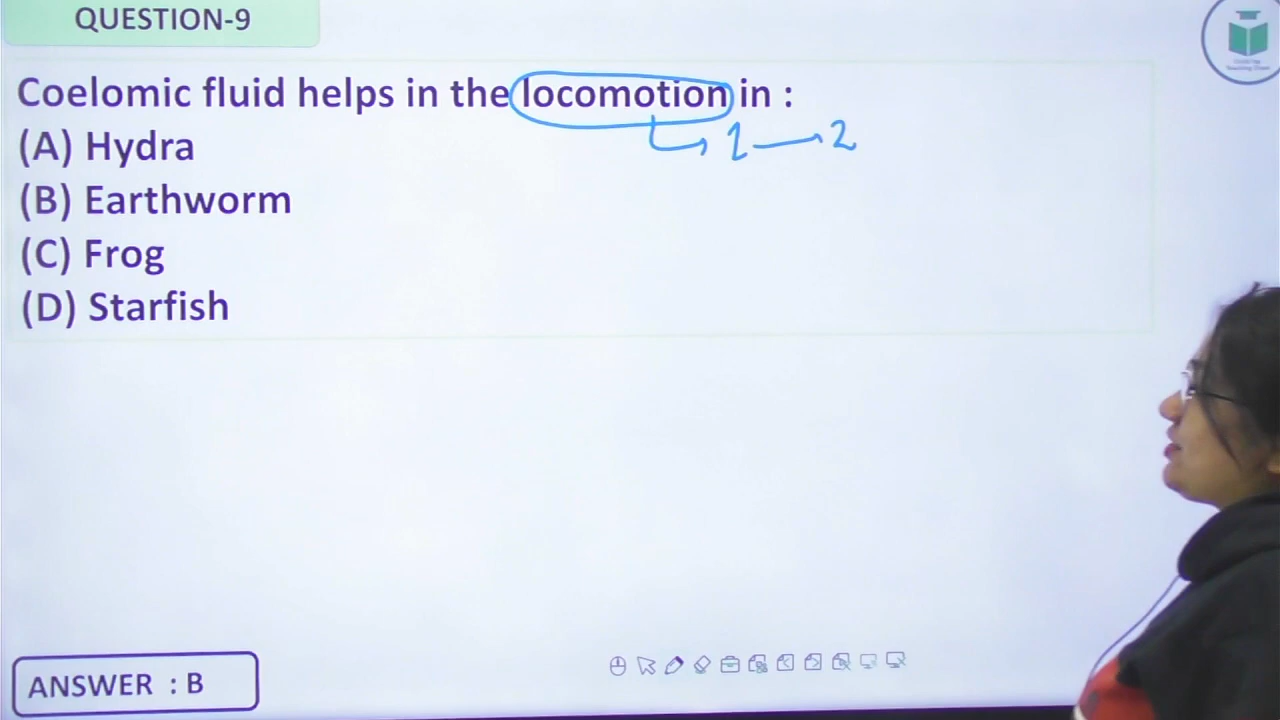 QUESTION-9
Coelomic fluid helps in the locomotion in :
1 2
(A) Hydra
(B) Earthworm
(C) Frog
(D) Starfish
ANSWER : B